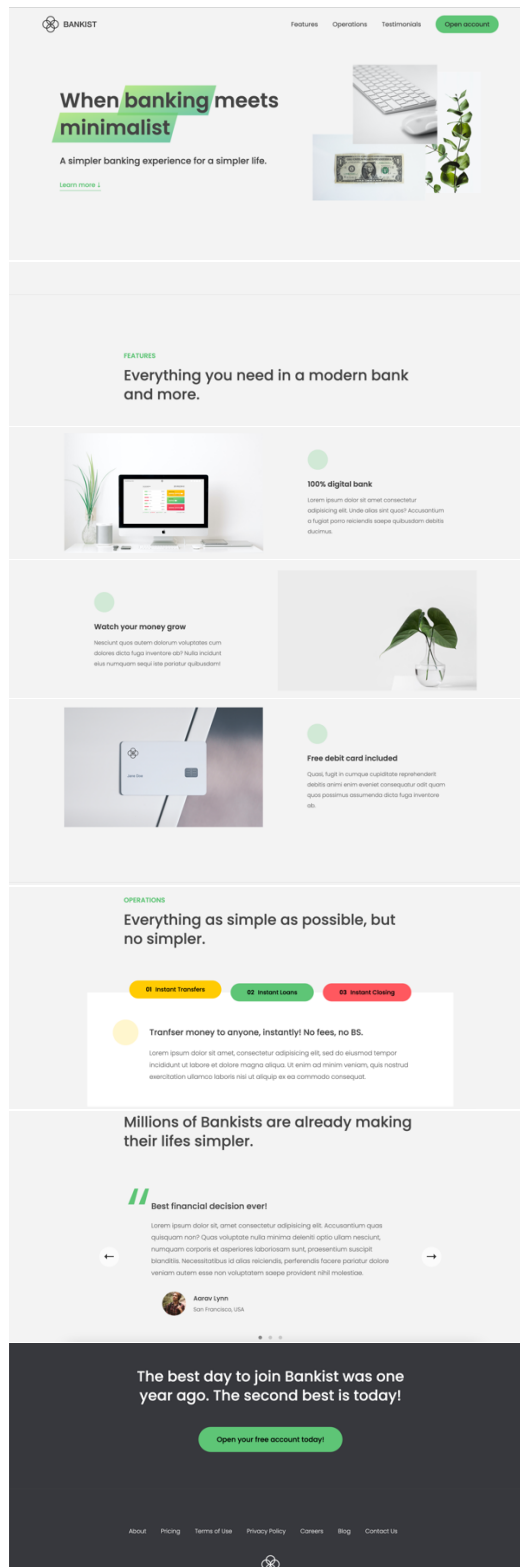 BANKIST
Features Operations Testimonials Open account
When banking meets
minimalist
A simpler banking experience for a simpler life.
Learn more ↓
FEATURES
Everything you need in a modern bank
and more.
100% digital bank
Lorem ipsum dolor sit amet consectetur
adipisicing elit. Unde alias sint quos? Accusantium
a fugiat porro reiciendis saepe quibusdam debitis
ducimus.
Watch your money grow
Nesciunt quos autem dolorum voluptates cum
dolores dicta fuga inventore ab? Nulla incidunt
eius numquam sequi iste pariatur quibusdam!
Jane Doe
Free debit card included
Quasi, fugit in cumque cupiditate reprehenderit
debitis animi enim eveniet consequatur odit quam
quos possimus assumenda dicta fuga inventore
ab.
OPERATIONS
Everything as simple as possible, but
no simpler.
01 Instant Transfers
02 Instant Loans
03 Instant Closing
Tranfser money to anyone, instantly! No fees, no BS.
Lorem ipsum dolor sit amet, consectetur adipisicing elit, sed do eiusmod tempor
incididunt ut labore et dolore magna aliqua. Ut enim ad minim veniam, quis nostrud
exercitation ullamco laboris nisi ut aliquip ex ea commodo consequat.
Millions of Bankists are already making
their lifes simpler.
Best financial decision ever!
Lorem ipsum dolor sit, amet consectetur adipisicing elit. Accusantium quas
quisquam non? Quas voluptate nulla minima deleniti optio ullam nesciunt,
numquam corporis et asperiores laboriosam sunt, praesentium suscipit
blanditiis. Necessitatibus id alias reiciendis, perferendis facere pariatur dolore
veniam autem esse non voluptatem saepe provident nihil molestiae.
Aarav Lynn
San Francisco, USA
The best day to join Bankist was one
year ago. The second best is today!
Open your free account today!
About Pricing Terms of Use Privacy Policy Careers Blog Contact Us